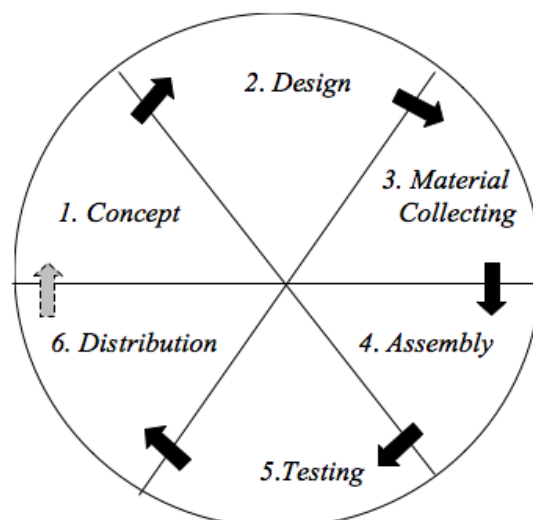 1. Concept
2. Design
3. Material
Collecting
4. Assembly
5.Testing
6. Distribution